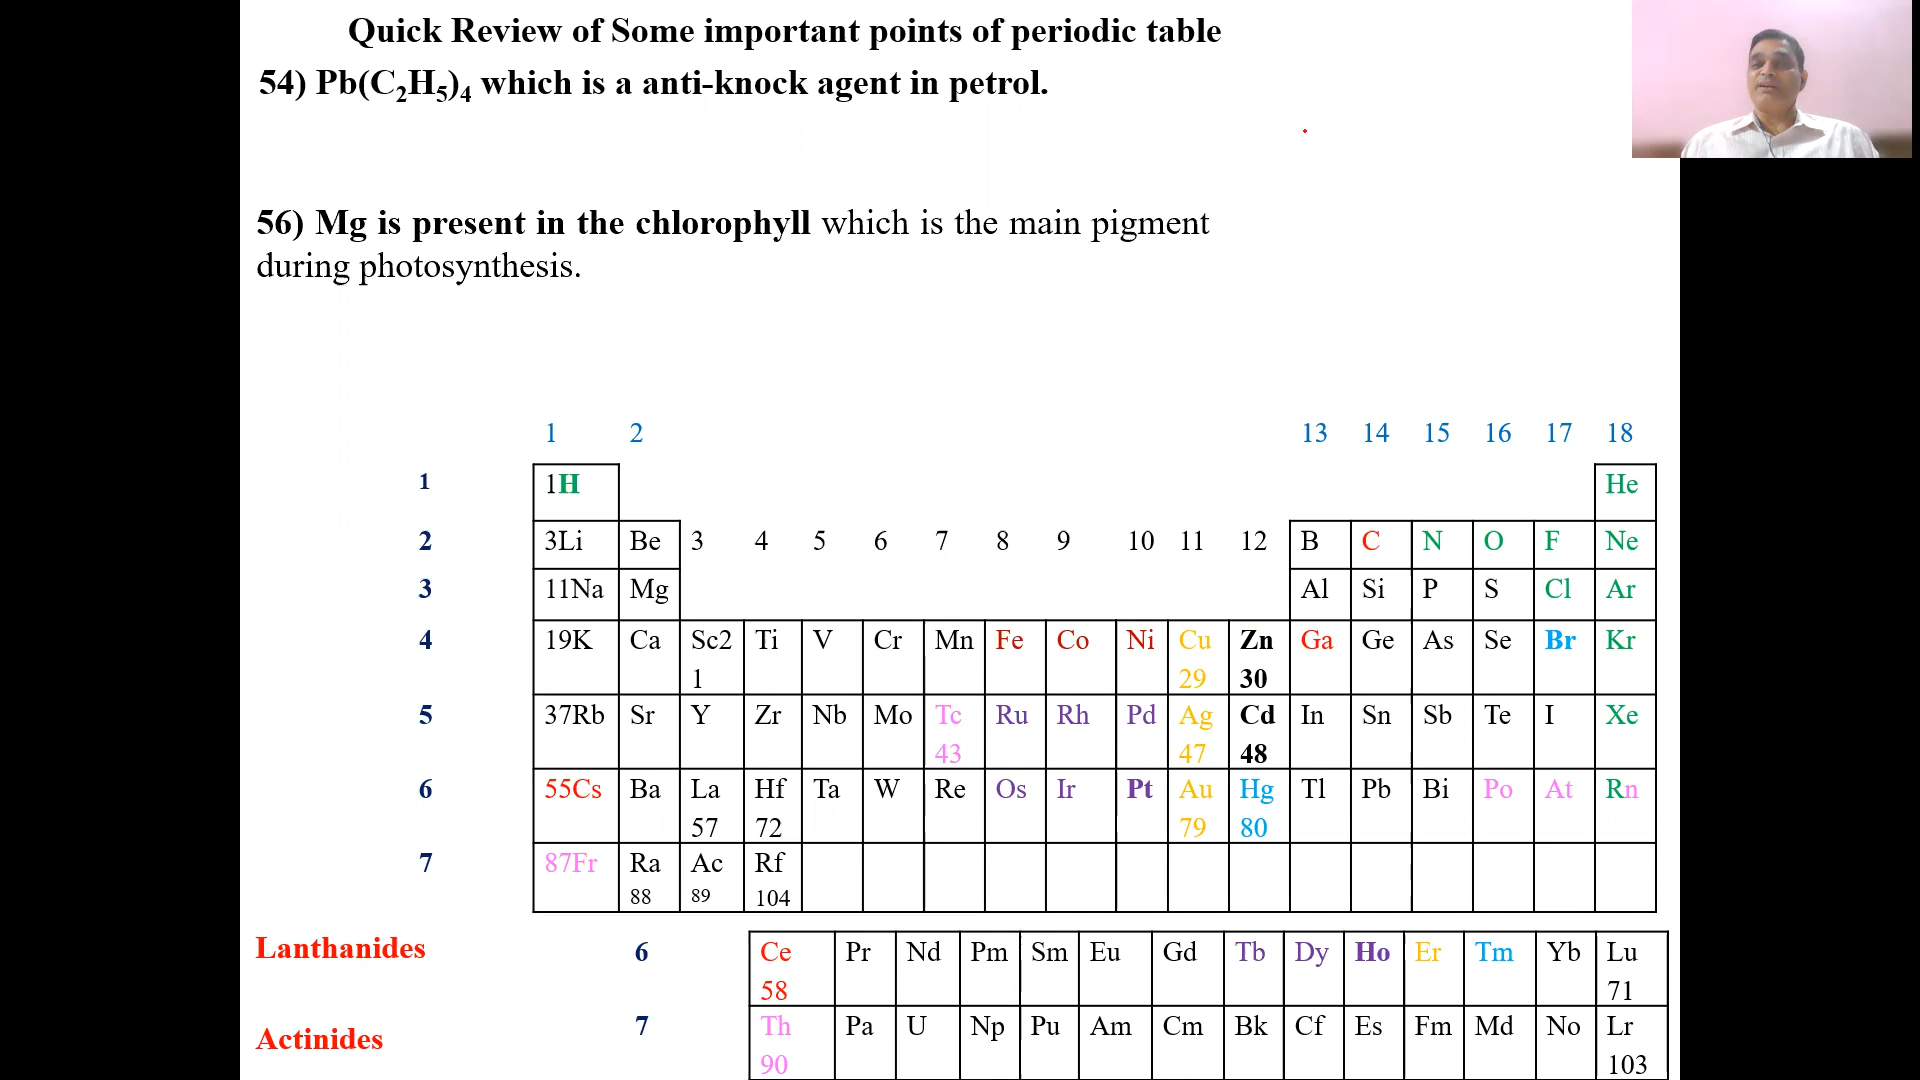 Quick Review of Some important points of periodic table
54) Pb(C₂H₅)₄ which is a anti-knock agent in petrol.
56) Mg is present in the chlorophyll which is the main pigment
during photosynthesis.
1 2 13 14 15 16 17 18
1 1H He
2 3Li Be 3 4 5 6 7 8 9 10 11 12 B C N O F Ne
3 11Na Mg Al Si P S Cl Ar
4 19K Ca Sc2 Ti V Cr Mn Fe Co Ni Cu Zn Ga Ge As Se Br Kr
1 29 30
5 37Rb Sr Y Zr Nb Mo Tc Ru Rh Pd Ag Cd In Sn Sb Te I Xe
43 47 48
6 55Cs Ba La Hf Ta W Re Os Ir Pt Au Hg Tl Pb Bi Po At Rn
57 72 79 80
7 87Fr Ra Ac Rf
88 89 104
Lanthanides 6 Ce Pr Nd Pm Sm Eu Gd Tb Dy Ho Er Tm Yb Lu
58 71
Actinides 7 Th Pa U Np Pu Am Cm Bk Cf Es Fm Md No Lr
90 103